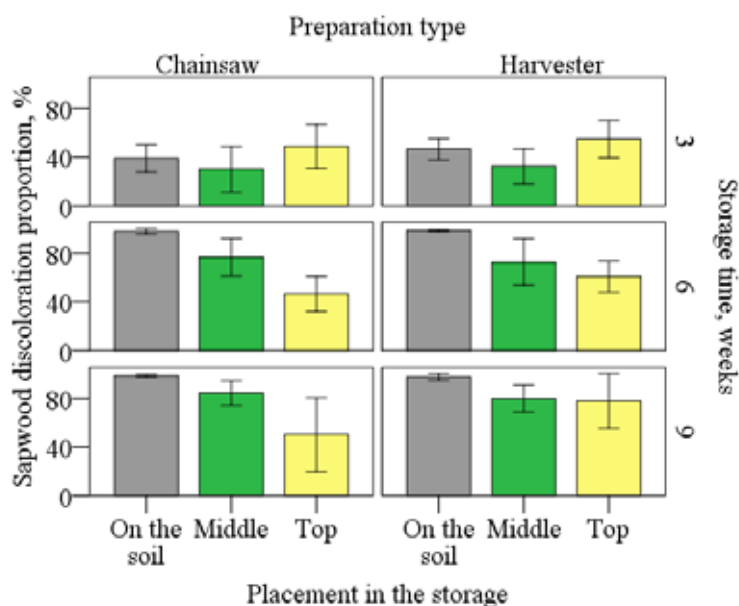 Preparation type
Chainsaw
Harvester
Sapwood discoloration proportion, %
80
40
0
3
80
40
0
6
80
40
0
9
Storage time, weeks
On the
soil
Middle
Top
On the
soil
Middle
Top
Placement in the storage